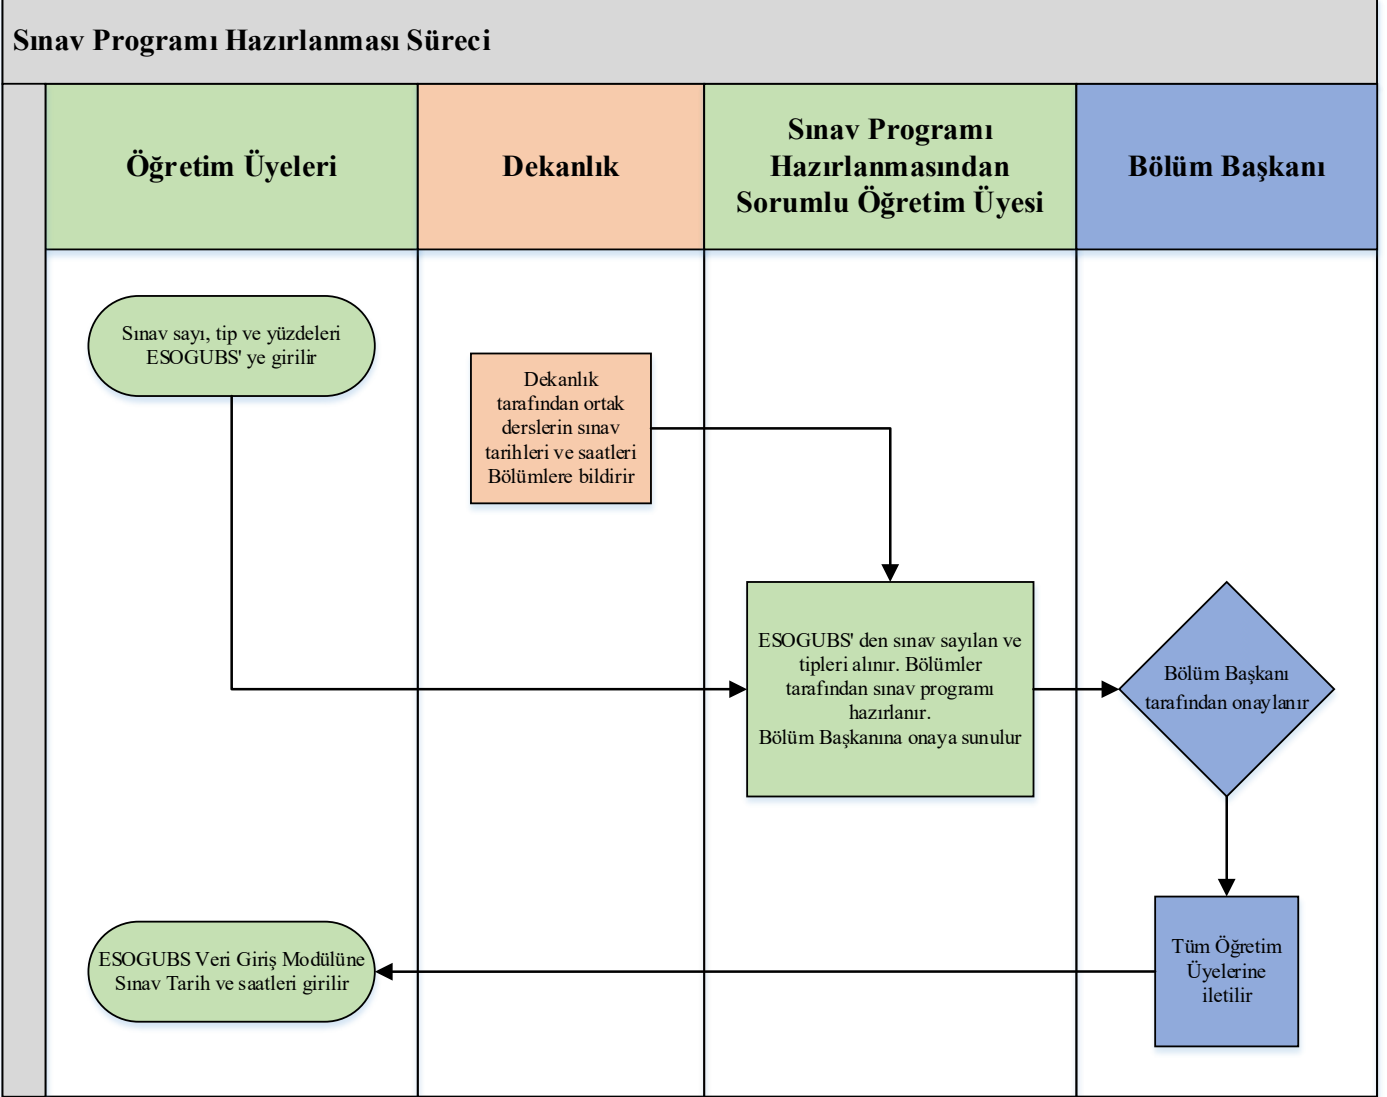 Sınav Programı Hazırlanması Süreci
Öğretim Üyeleri
Dekanlık
Sınav Programı
Hazırlanmasından
Sorumlu Öğretim Üyesi
Bölüm Başkanı
Sınav sayı, tip ve yüzdeleri
ESOGUBS' ye girilir
Dekanlık
tarafından ortak
derslerin sınav
tarihleri ve saatleri
Bölümlere bildirir
ESOGUBS' den sınav sayılan ve
tipleri alınır. Bölümler
tarafından sınav programı
hazırlanır.
Bölüm Başkanına onaya sunulur
Bölüm Başkanı
tarafından onaylanır
Tüm Öğretim
Üyelerine
iletilir
ESOGUBS Veri Giriş Modülüne
Sınav Tarih ve saatleri girilir